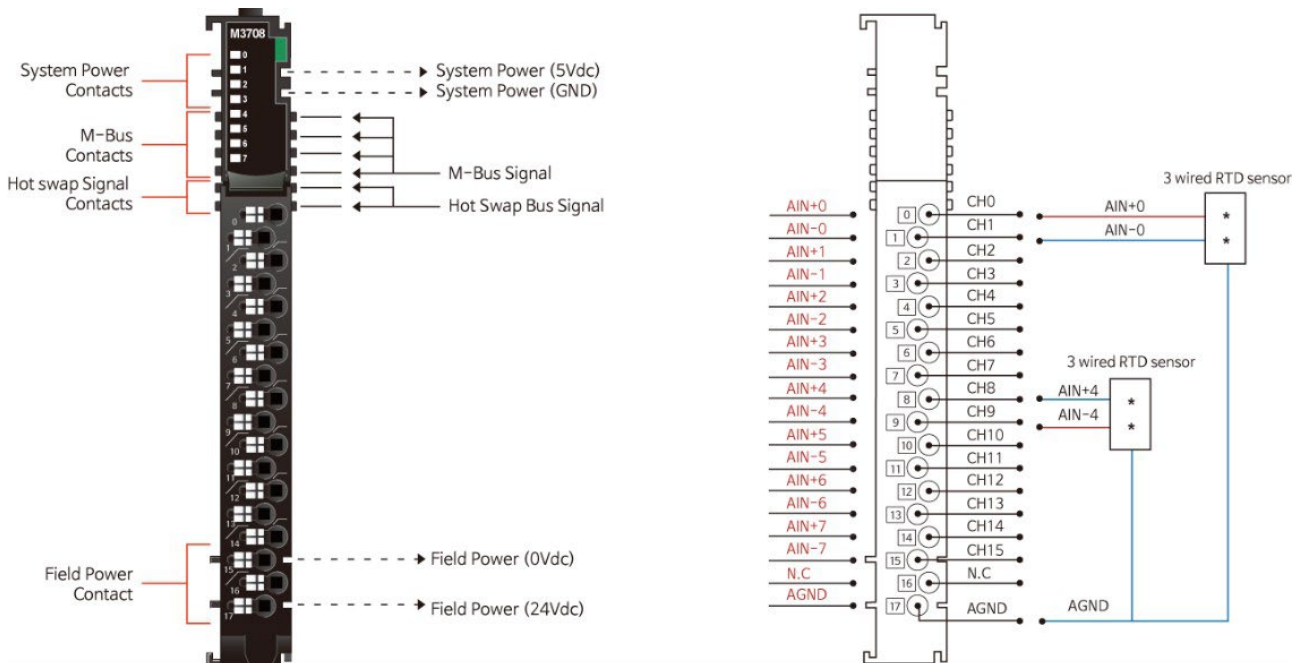 M3708
0
1
2
3
4
5
6
7
System Power
Contacts
M-Bus
Contacts
Hot swap Signal
Contacts
System Power (5Vdc)
System Power (GND)
M-Bus Signal
Hot Swap Bus Signal
0
1
2
3
4
5
6
7
8
9
10
11
12
13
14
15
16
17
Field Power
Contact
Field Power (0Vdc)
Field Power (24Vdc)
AIN+0
AIN-0
AIN+1
AIN-1
AIN+2
AIN-2
AIN+3
AIN-3
AIN+4
AIN-4
AIN+5
AIN-5
AIN+6
AIN-6
AIN+7
AIN-7
N.C
AGND
0 CH0
1 CH1
2 CH2
3 CH3
4 CH4
5 CH5
6 CH6
7 CH7
8 CH8
9 CH9
10 CH10
11 CH11
12 CH12
13 CH13
14 CH14
15 CH15
16 N.C
17 AGND
3 wired RTD sensor
AIN+0 *
AIN-0 *
3 wired RTD sensor
AIN+4 *
AIN-4 *
AGND